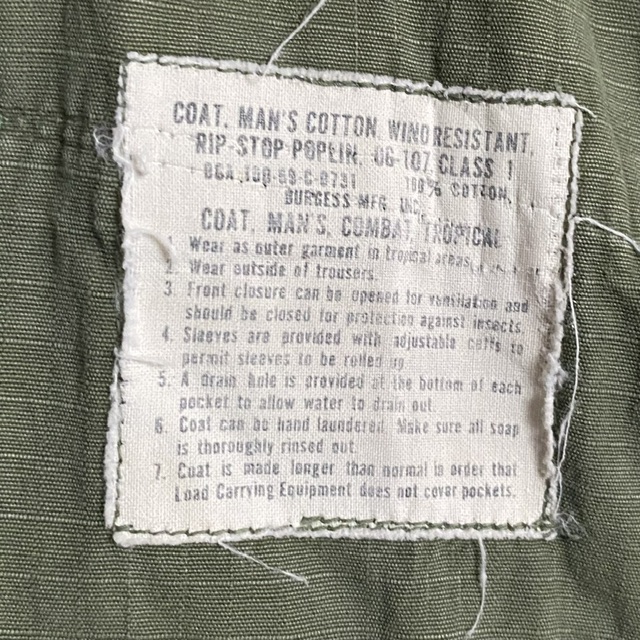 COAT, MAN'S COTTON, WIND RESISTANT,
RIP-STOP POPLIN, OG-107, CLASS 1
DSA 100-69-C-0731 100% COTTON,
BURGESS MFG. INC.
COAT, MAN'S, COMBAT, TROPICAL
1. Wear as outer garment in tropical areas.
2. Wear outside of trousers.
3. Front closure can be opened for ventilation and
should be closed for protection against insects.
4. Sleeves are provided with adjustable cuffs to
permit sleeves to be rolled up
5. A drain hole is provided at the bottom of each
pocket to allow water to drain out.
6. Coat can be hand laundered. Make sure all soap
is thoroughly rinsed out.
7. Coat is made longer than normal in order that
Load Carrying Equipment does not cover pockets.